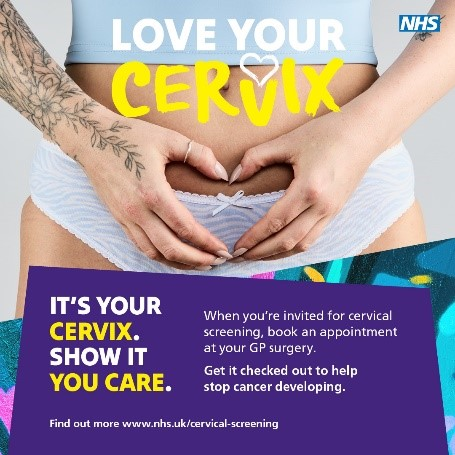 LOVE YOUR
CERVIX
NHS
IT'S YOUR
CERVIX.
SHOW IT
YOU CARE.
When you're invited for cervical
screening, book an appointment
at your GP surgery.
Get it checked out to help
stop cancer developing.
Find out more www.nhs.uk/cervical-screening